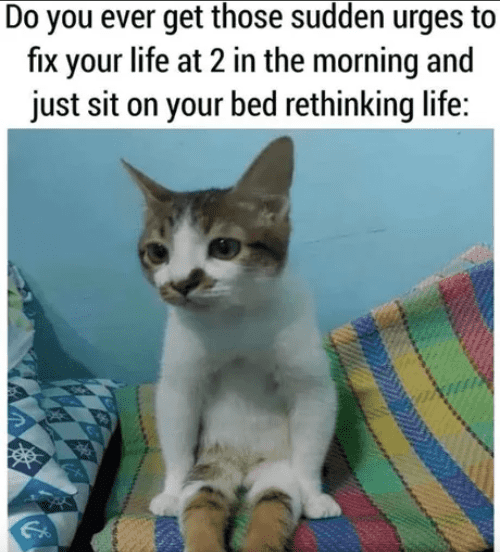 Do you ever get those sudden urges to
fix your life at 2 in the morning and
just sit on your bed rethinking life: